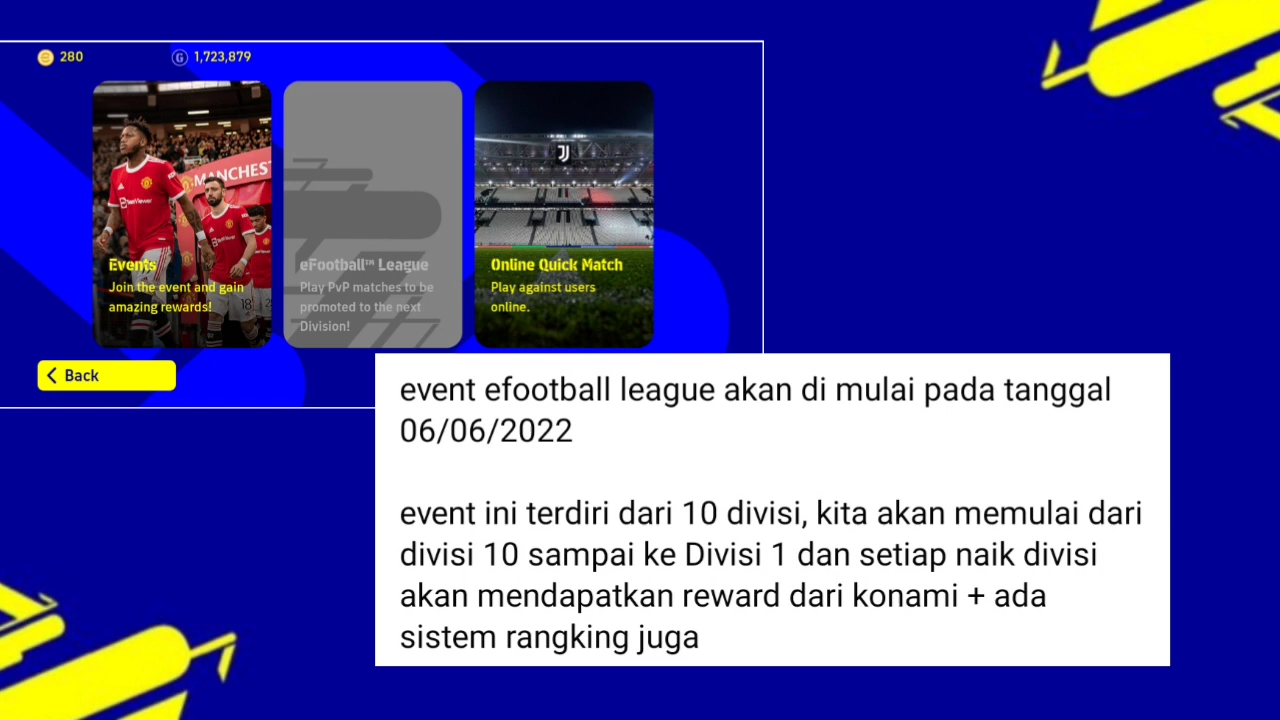 280
1,723,879
MANCHEST
TeamViewer
18
Events
Join the event and gain
amazing rewards!
eFootball™ League
Play PvP matches to be
promoted to the next
Division!
Online Quick Match
Play against users
online.
Back
event efootball league akan di mulai pada tanggal
06/06/2022
event ini terdiri dari 10 divisi, kita akan memulai dari
divisi 10 sampai ke Divisi 1 dan setiap naik divisi
akan mendapatkan reward dari konami + ada
sistem rangking juga